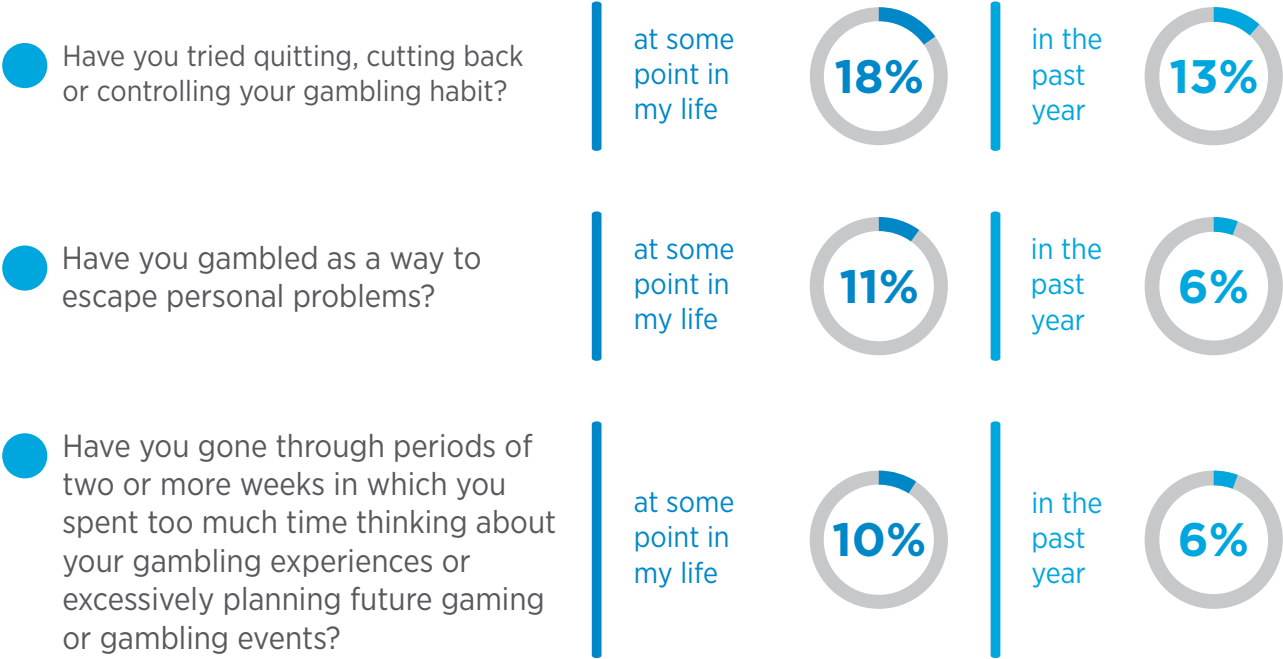 Have you tried quitting, cutting back
or controlling your gambling habit?
at some
point in
my life
18%
in the
past
year
13%
Have you gambled as a way to
escape personal problems?
at some
point in
my life
11%
in the
past
year
6%
Have you gone through periods of
two or more weeks in which you
spent too much time thinking about
your gambling experiences or
excessively planning future gaming
or gambling events?
at some
point in
my life
10%
in the
past
year
6%